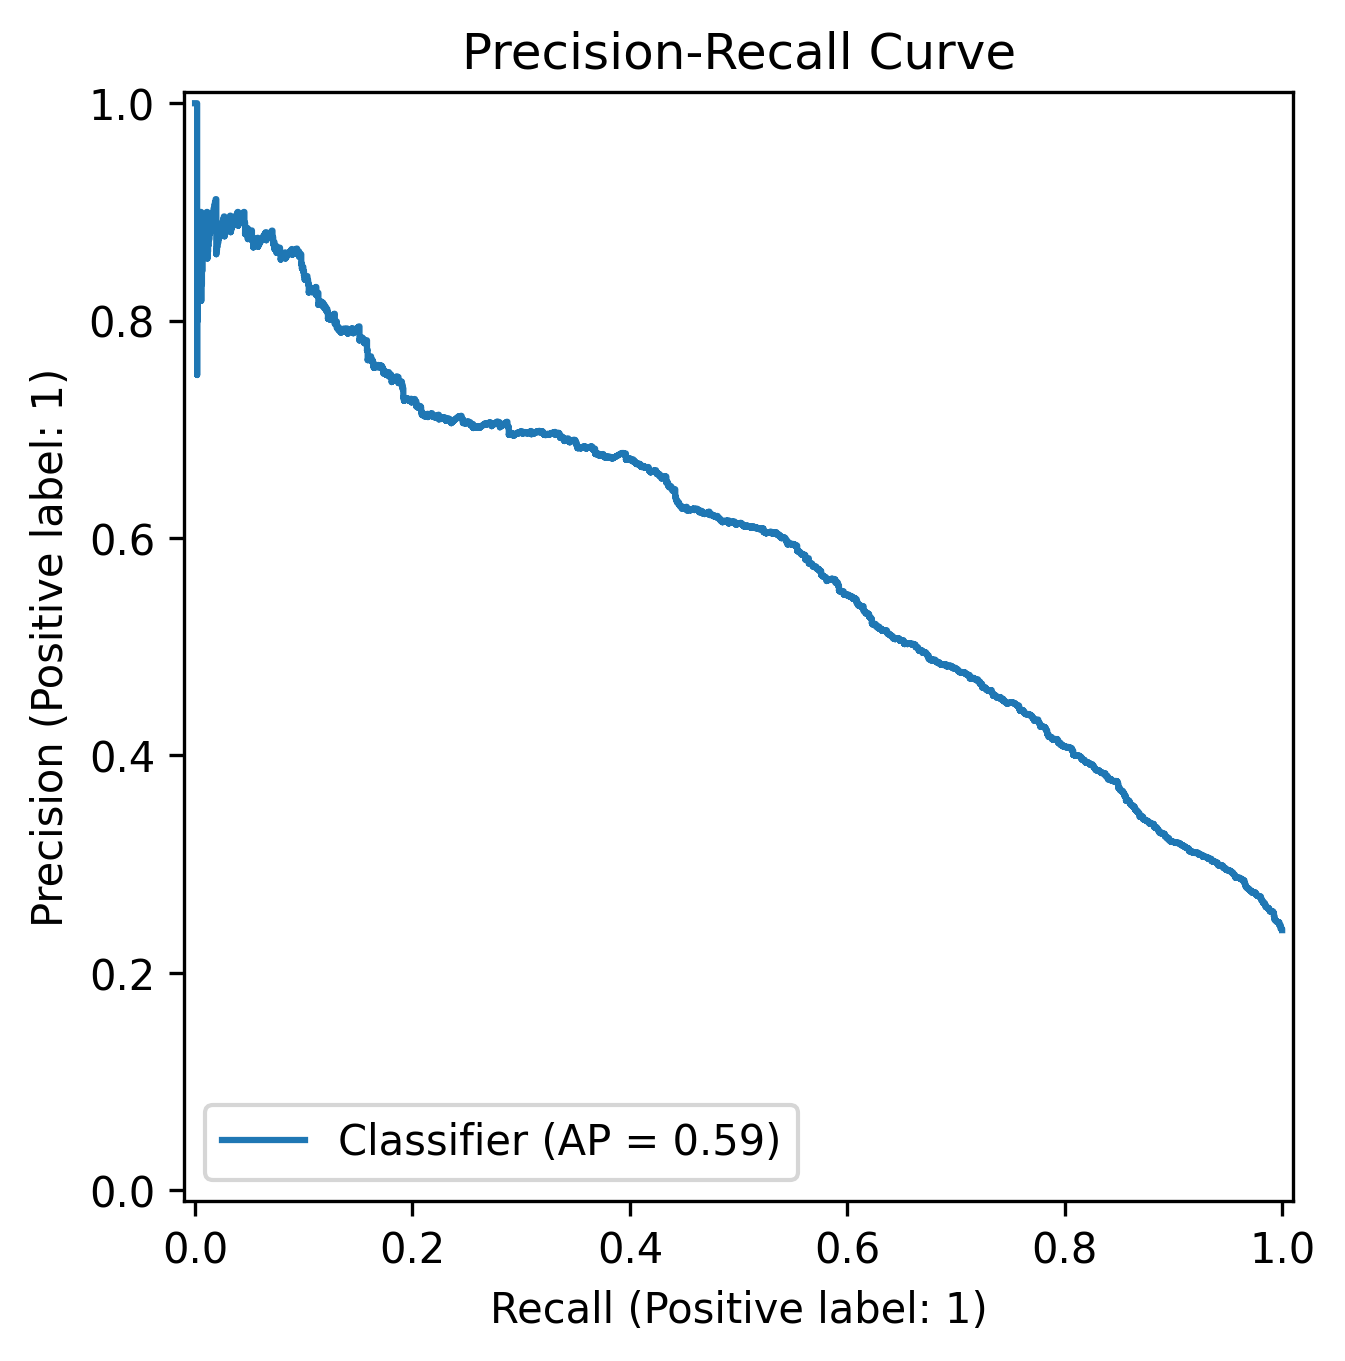 Precision-Recall Curve
Precision (Positive label: 1)
1.0
0.8
0.6
0.4
0.2
0.0
Classifier (AP = 0.59)
0.0 0.2 0.4 0.6 0.8 1.0
Recall (Positive label: 1)